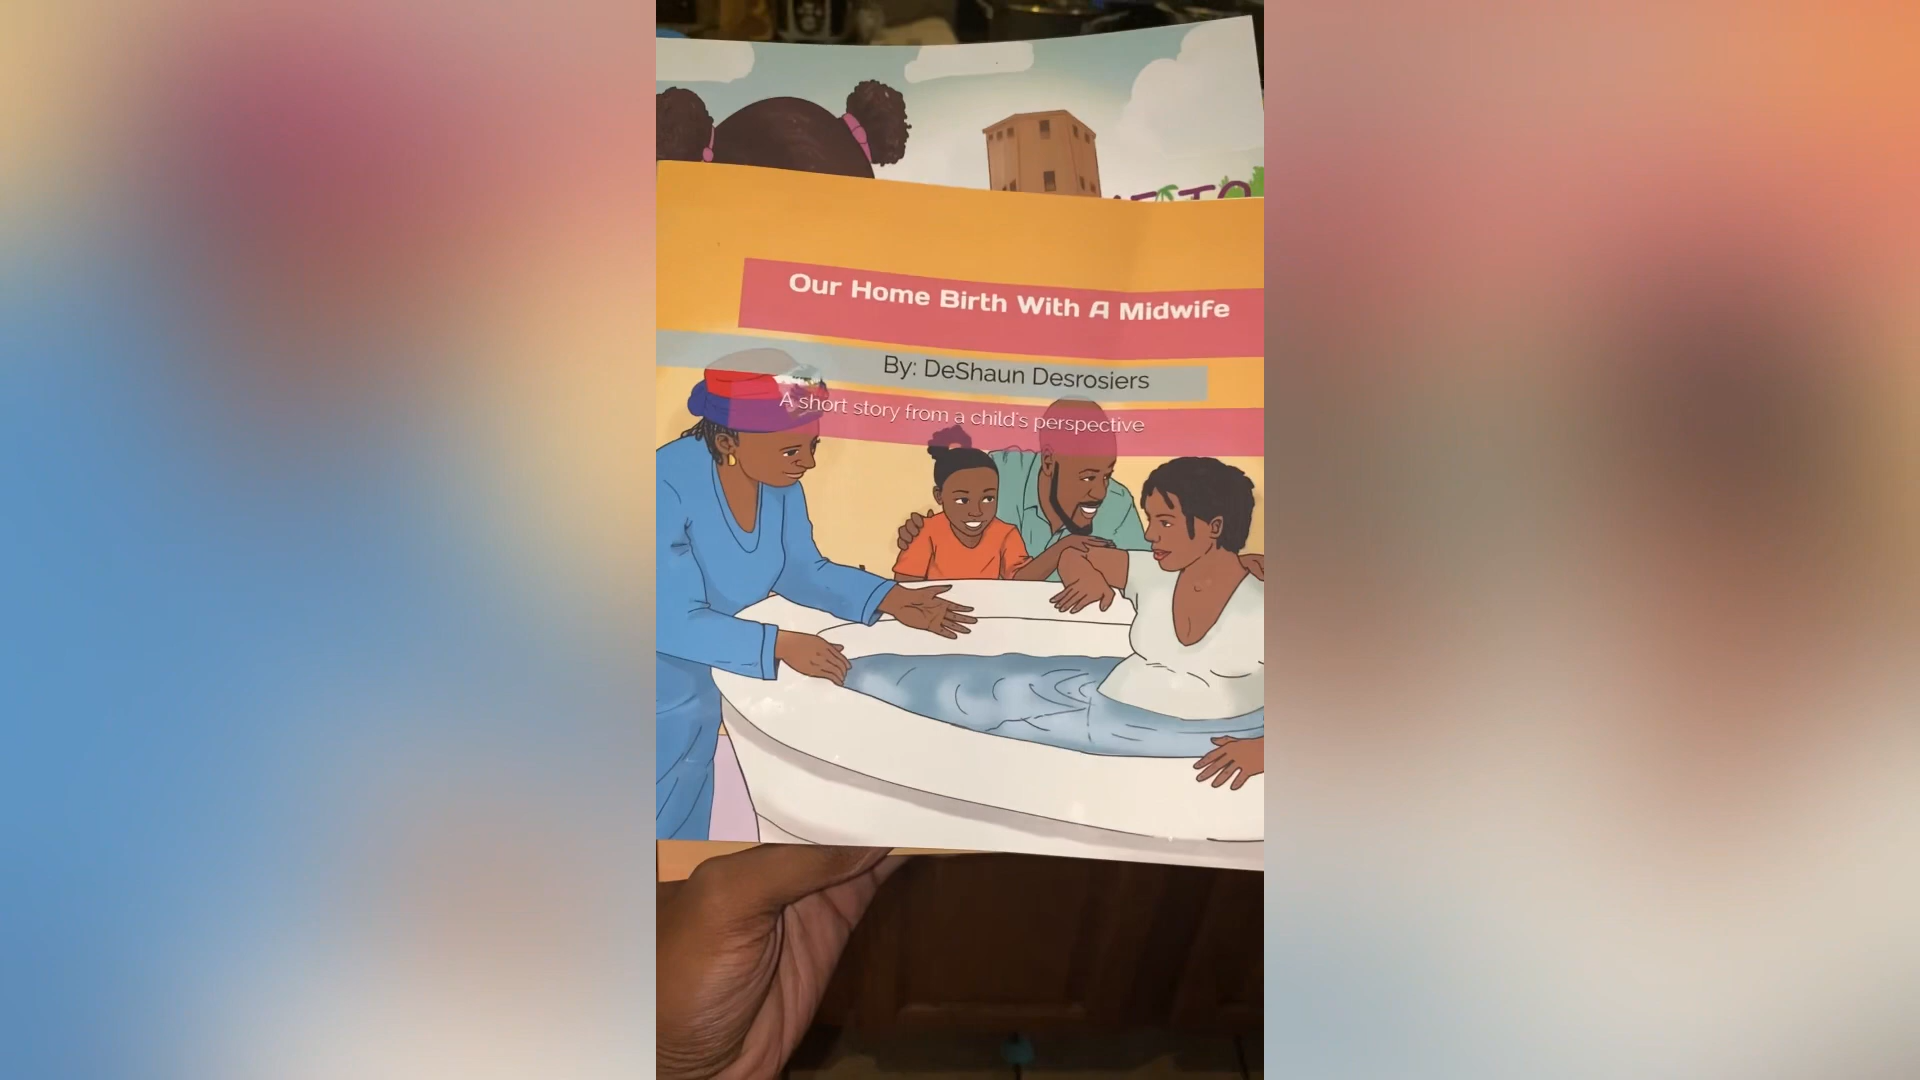 Our Home Birth With A Midwife
By: DeShaun Desrosiers
A short story from a child's perspective